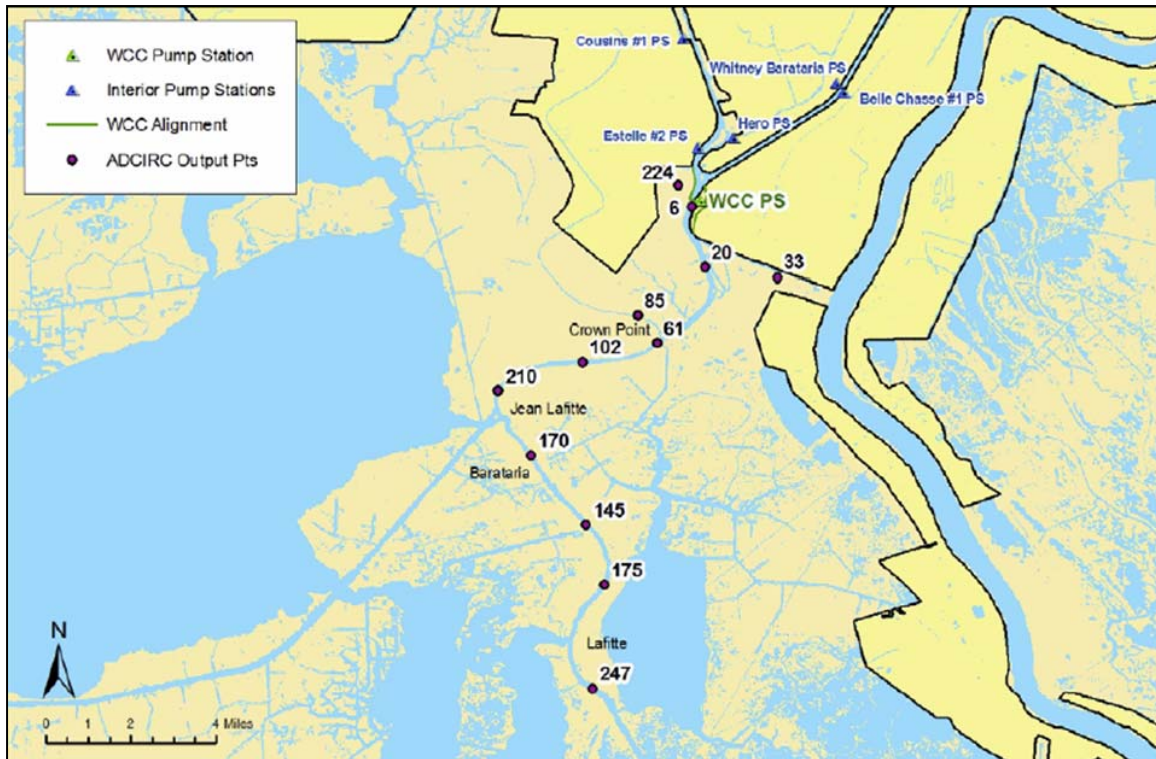 WCC Pump Station
Interior Pump Stations
WCC Alignment
ADCIRC Output Pts
Cousins #1 PS
Whitney Barataria PS
Belle Chasse #1 PS
Hero PS
Estelle #2 PS
224
WCC PS
6
20
33
85
Crown Point
61
102
210
Jean Lafitte
170
Barataria
145
175
Lafitte
247
N
0 1 2 4 Miles